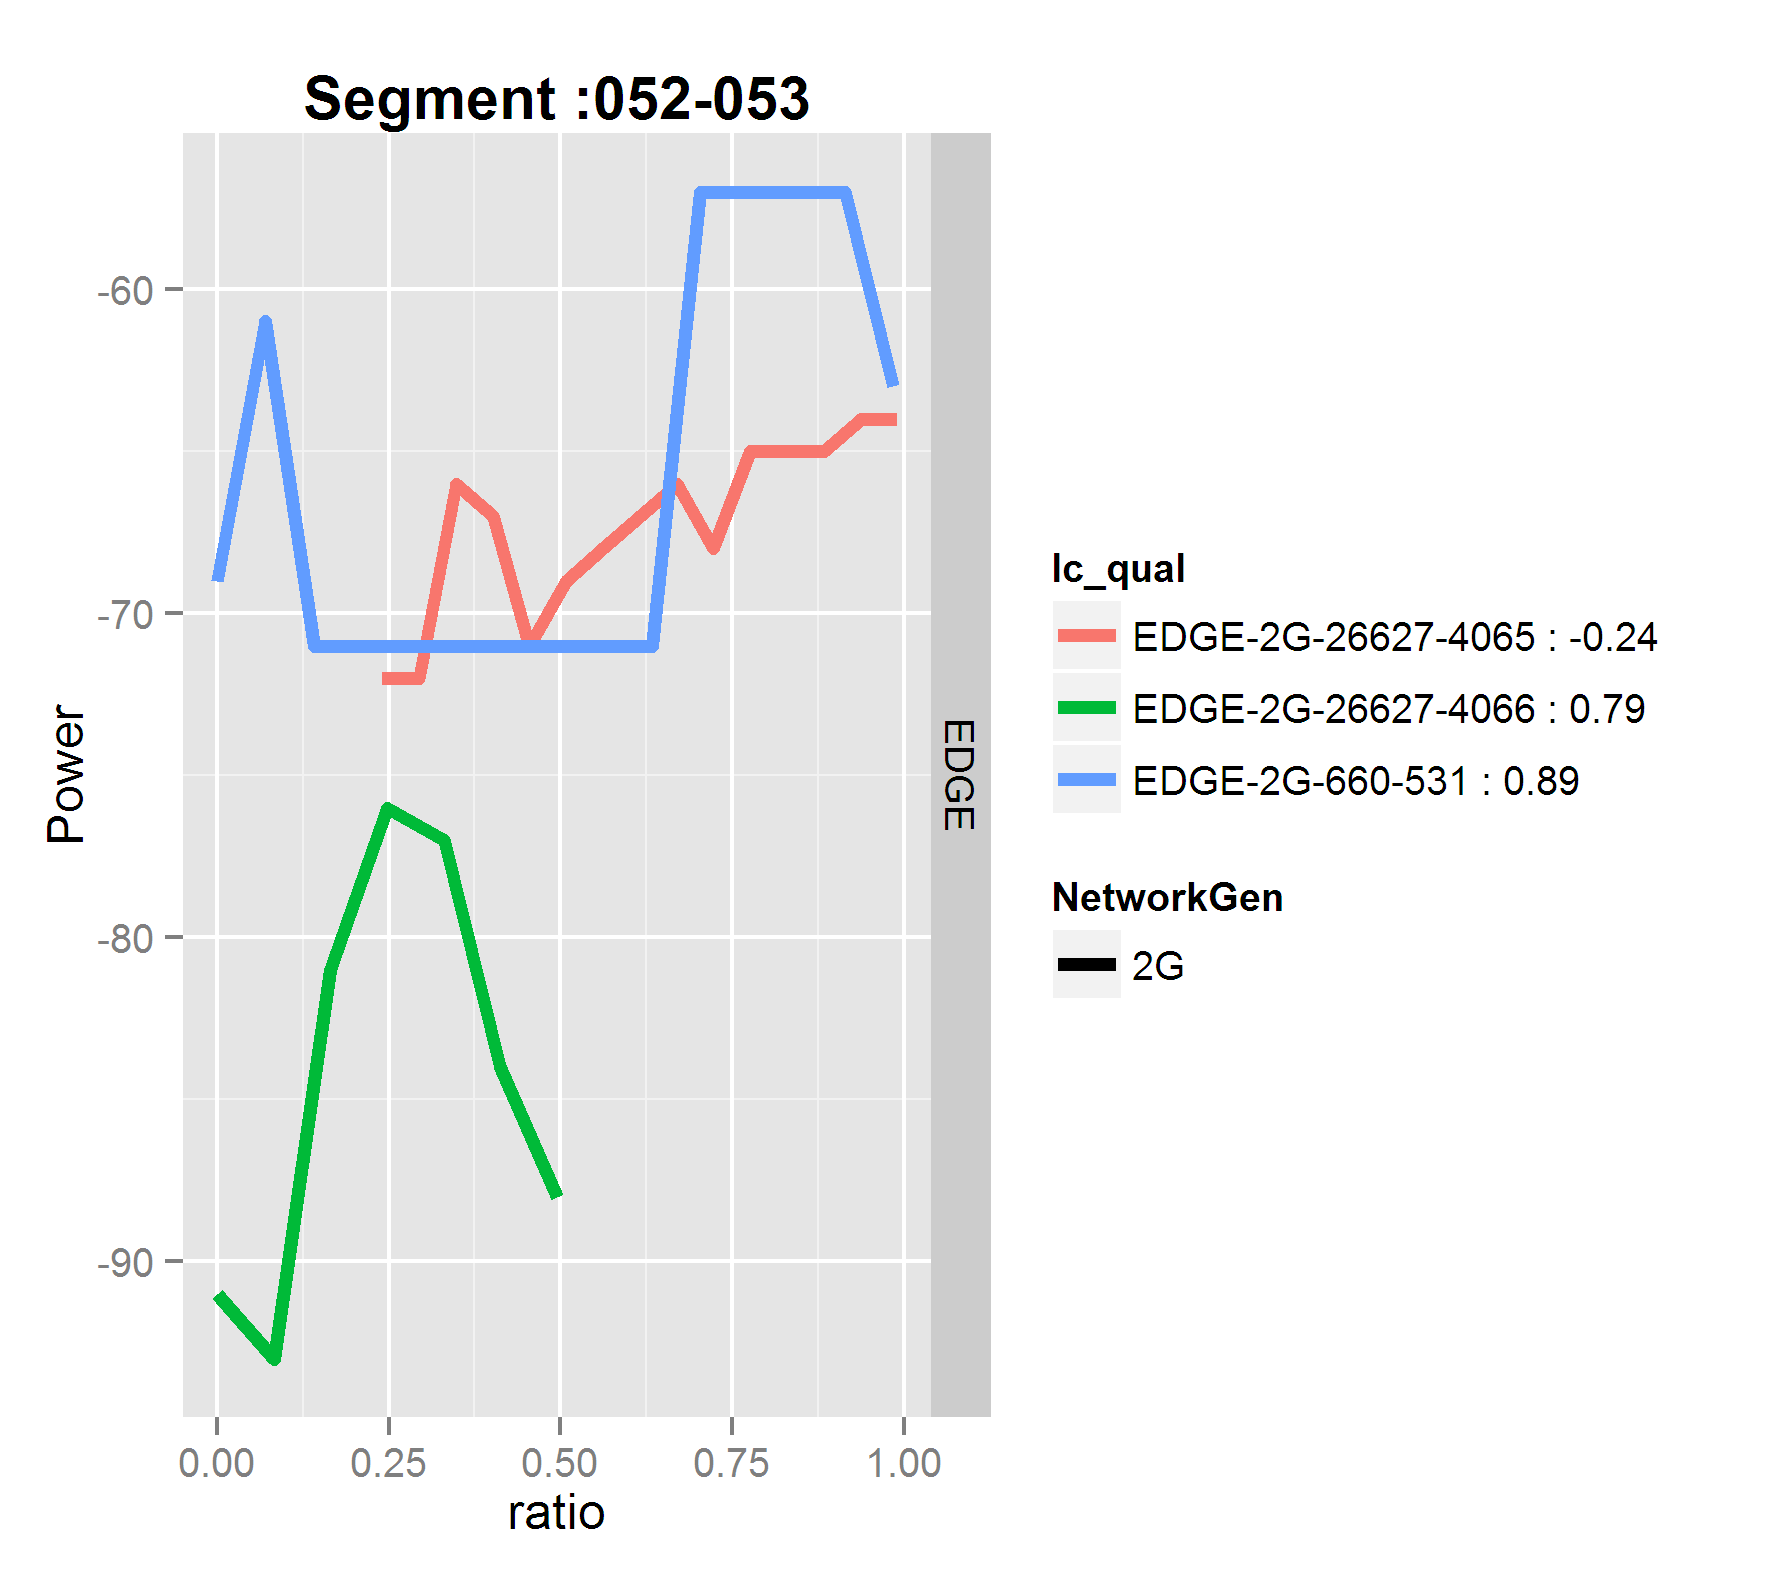 Segment :052-053
-60
-70
-80
-90
Power
EDGE
0.00 0.25 0.50 0.75 1.00
ratio
lc_qual
EDGE-2G-26627-4065 : -0.24
EDGE-2G-26627-4066 : 0.79
EDGE-2G-660-531 : 0.89
NetworkGen
2G